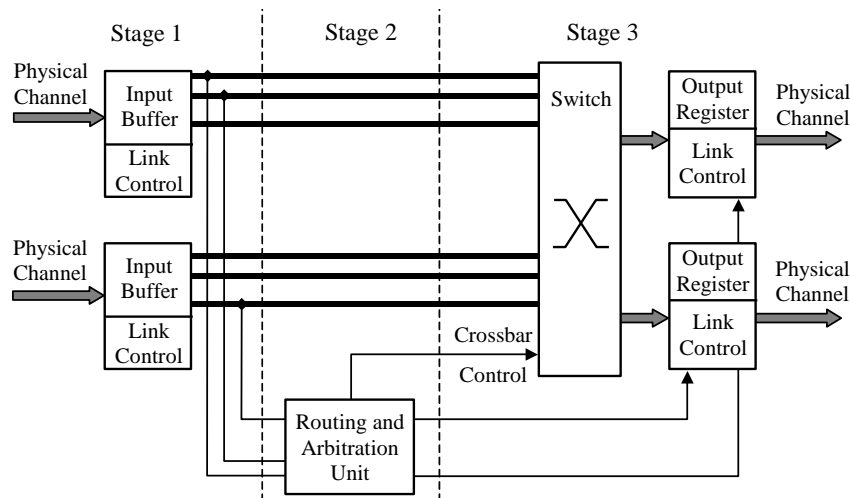 Stage 1
Stage 2
Stage 3
Physical
Channel
Input
Buffer
Link
Control
Switch
Output
Register
Link
Control
Physical
Channel
Physical
Channel
Input
Buffer
Link
Control
Output
Register
Link
Control
Physical
Channel
Crossbar
Control
Routing and
Arbitration
Unit